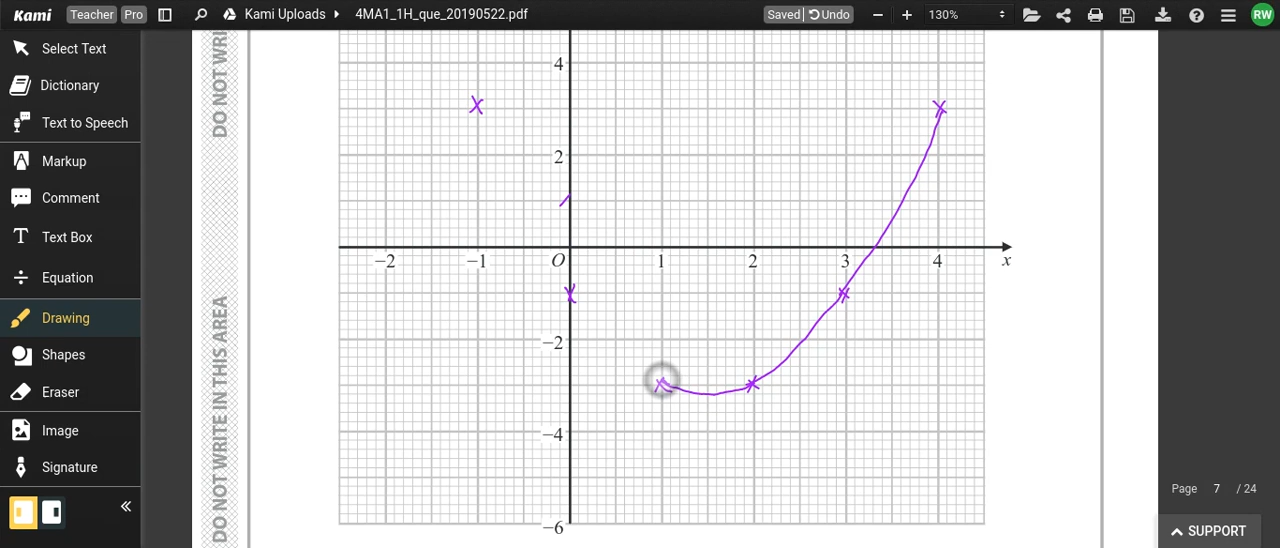 Kami Teacher Pro Kami Uploads 4MA1_1H_que_20190522.pdf Saved Undo 130% RW
Select Text
Dictionary
Text to Speech
Markup
Comment
Text Box
Equation
Drawing
Shapes
Eraser
Image
Signature
DO NOT WRI
DO NOT WRITE IN THIS AREA
4
2
−2 −1 O 1 2 3 4 x
−2
−4
−6
Page 7 / 24
SUPPORT